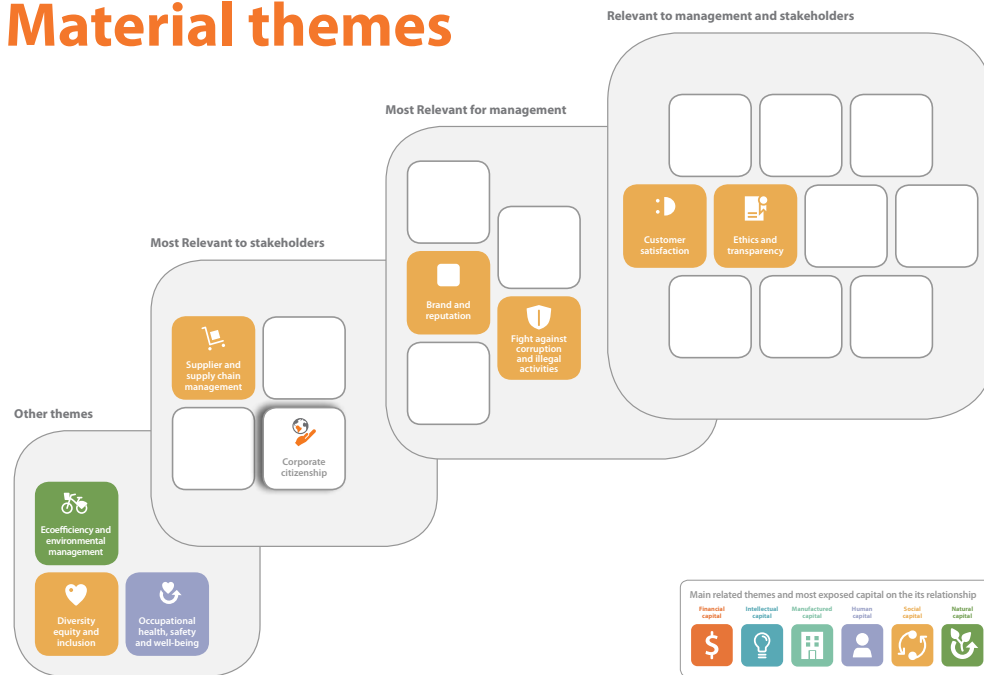 Material themes
Relevant to management and stakeholders
Customer
satisfaction
Ethics and
transparency
Most Relevant for management
Brand and
reputation
Fight against
corruption
and illegal
activities
Most Relevant to stakeholders
Supplier and
supply chain
management
Corporate
citizenship
Other themes
Ecoefficiency and
environmental
management
Diversity
equity and
inclusion
Occupational
health, safety
and well-being
Main related themes and most exposed capital on the its relationship
Financial
capital
Intellectual
capital
Manufactured
capital
Human
capital
Social
capital
Natural
capital
$